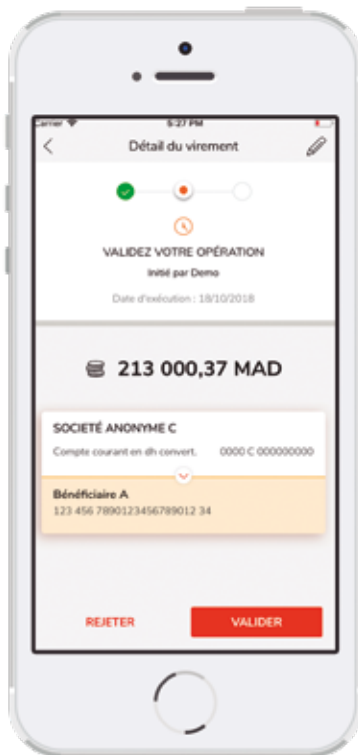 Carrier 5:27 PM
Détail du virement
VALIDEZ VOTRE OPÉRATION
Initié par Demo
Date d'exécution : 18/10/2018
213 000,37 MAD
SOCIETÉ ANONYME C
Compte courant en dh convert. 0000 C 000000000
Bénéficiaire A
123 456 7890123456789012 34
REJETER VALIDER